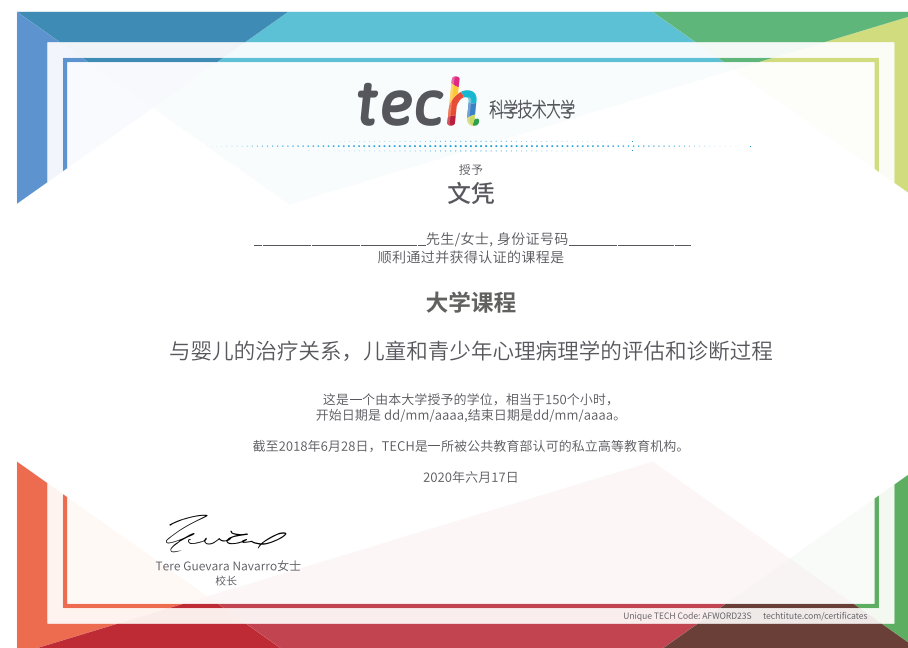 tech 科学技术大学
授予
文凭
________________________先生/女士, 身份证号码_________________
顺利通过并获得认证的课程是
大学课程
与婴儿的治疗关系，儿童和青少年心理病理学的评估和诊断过程
这是一个由本大学授予的学位，相当于150个小时，
开始日期是 dd/mm/aaaa,结束日期是dd/mm/aaaa。
截至2018年6月28日，TECH是一所被公共教育部认可的私立高等教育机构。
2020年六月17日
Tere Guevara Navarro女士
校长
Unique TECH Code: AFWORD23S techtitute.com/certificates